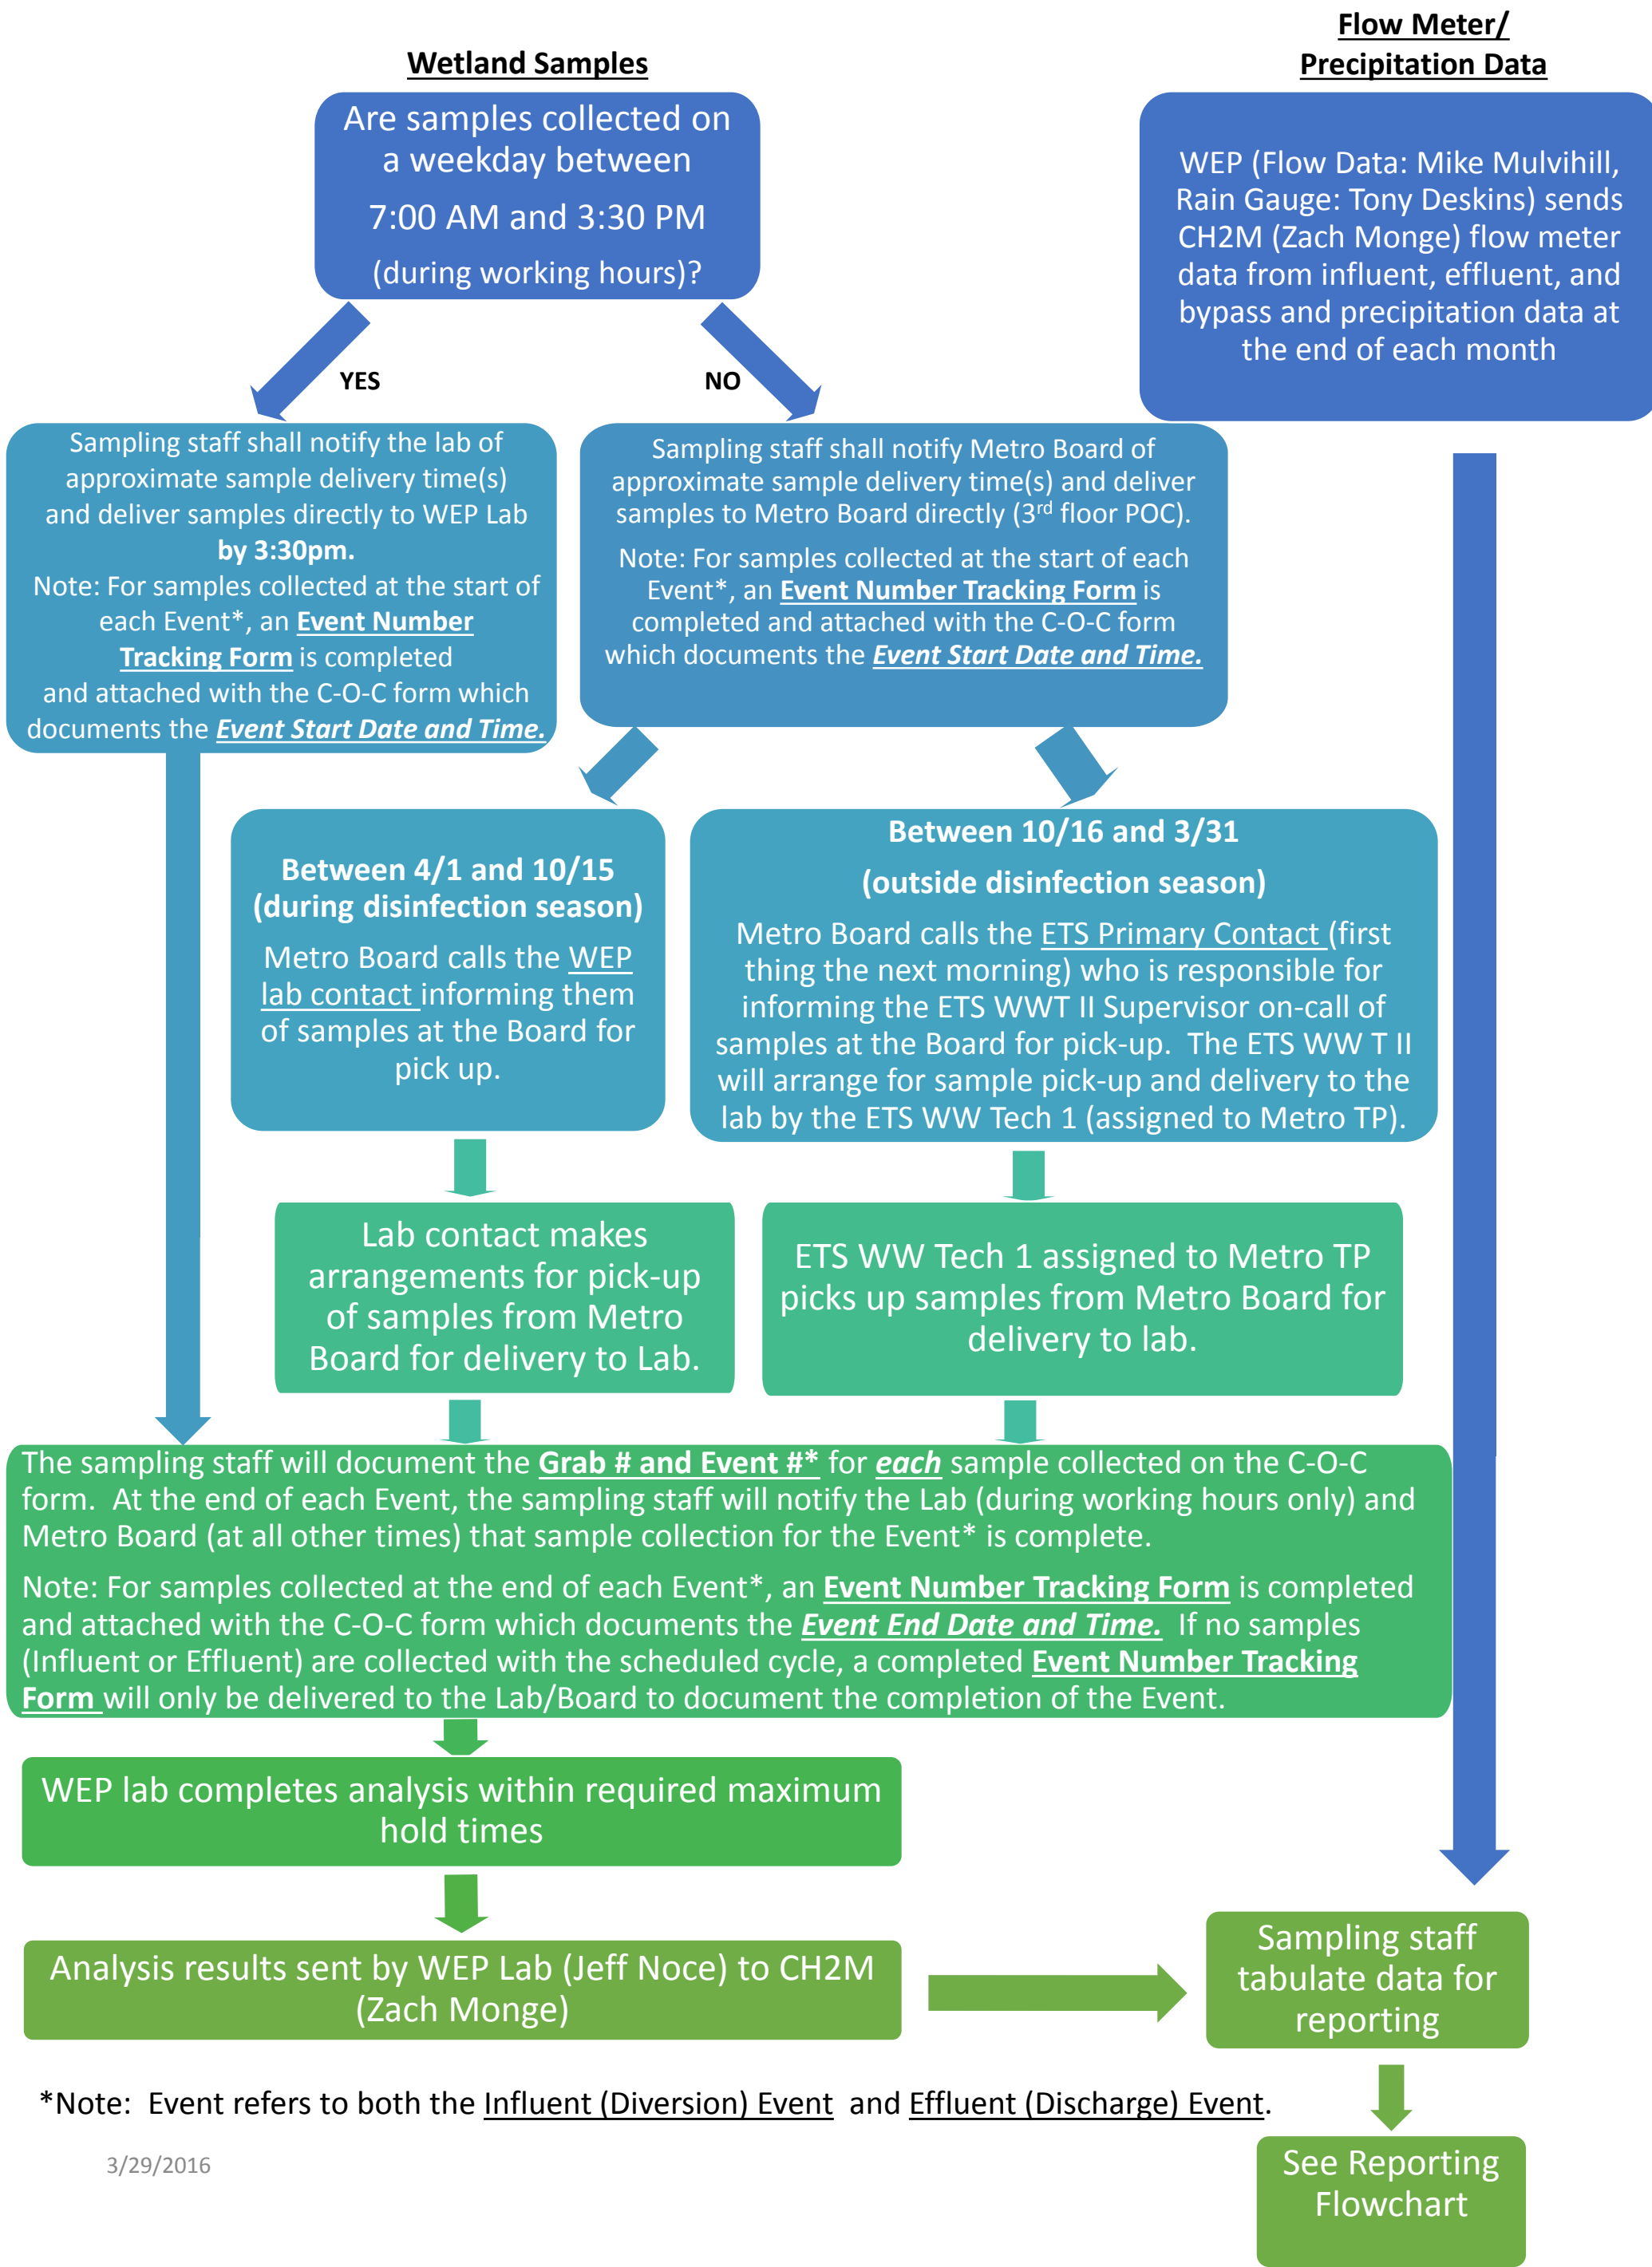 Wetland Samples
Are samples collected on
a weekday between
7:00 AM and 3:30 PM
(during working hours)?
Flow Meter/
Precipitation Data
WEP (Flow Data: Mike Mulvihill,
Rain Gauge: Tony Deskins) sends
CH2M (Zach Monge) flow meter
data from influent, effluent, and
bypass and precipitation data at
the end of each month
YES
NO
Sampling staff shall notify the lab of
approximate sample delivery time(s)
and deliver samples directly to WEP Lab
by 3:30pm.
Note: For samples collected at the start of
each Event*, an Event Number
Tracking Form is completed
and attached with the C-O-C form which
documents the Event Start Date and Time.
Sampling staff shall notify Metro Board of
approximate sample delivery time(s) and deliver
samples to Metro Board directly (3rd floor POC).
Note: For samples collected at the start of each
Event*, an Event Number Tracking Form is
completed and attached with the C-O-C form
which documents the Event Start Date and Time.
Between 4/1 and 10/15
(during disinfection season)
Metro Board calls the WEP
lab contact informing them
of samples at the Board for
pick up.
Between 10/16 and 3/31
(outside disinfection season)
Metro Board calls the ETS Primary Contact (first
thing the next morning) who is responsible for
informing the ETS WWT II Supervisor on-call of
samples at the Board for pick-up.  The ETS WW T II
will arrange for sample pick-up and delivery to the
lab by the ETS WW Tech 1 (assigned to Metro TP).
Lab contact makes
arrangements for pick-up
of samples from Metro
Board for delivery to Lab.
ETS WW Tech 1 assigned to Metro TP
picks up samples from Metro Board for
delivery to lab.
The sampling staff will document the Grab # and Event #* for each sample collected on the C-O-C
form.  At the end of each Event, the sampling staff will notify the Lab (during working hours only) and
Metro Board (at all other times) that sample collection for the Event* is complete.
Note: For samples collected at the end of each Event*, an Event Number Tracking Form is completed
and attached with the C-O-C form which documents the Event End Date and Time.  If no samples
(Influent or Effluent) are collected with the scheduled cycle, a completed Event Number Tracking
Form will only be delivered to the Lab/Board to document the completion of the Event.
WEP lab completes analysis within required maximum
hold times
Analysis results sent by WEP Lab (Jeff Noce) to CH2M
(Zach Monge)
Sampling staff
tabulate data for
reporting
*Note:  Event refers to both the Influent (Diversion) Event  and Effluent (Discharge) Event.
3/29/2016
See Reporting
Flowchart